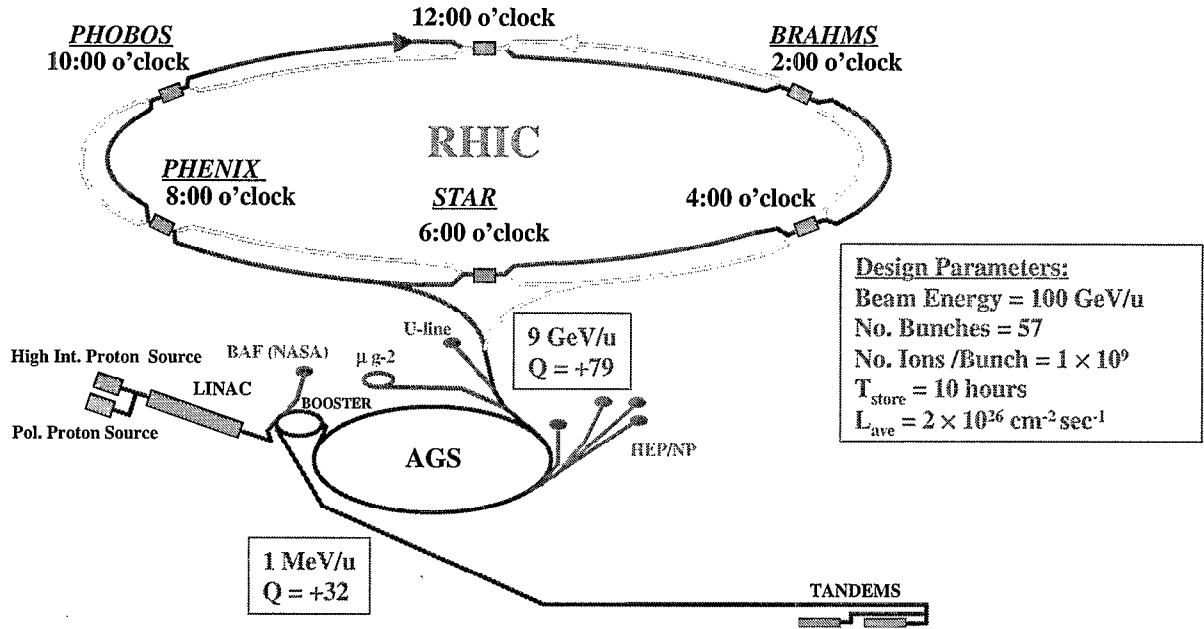 12:00 o'clock
PHOBOS
10:00 o'clock
BRAHMS
2:00 o'clock
RHIC
PHENIX
8:00 o'clock
STAR
6:00 o'clock
4:00 o'clock
Design Parameters:
Beam Energy = 100 GeV/u
No. Bunches = 57
No. Ions /Bunch = 1 × 10⁹
T_store = 10 hours
L_ave = 2 × 10²⁶ cm⁻² sec⁻¹
U-line
9 GeV/u
Q = +79
High Int. Proton Source
BAF (NASA)
μ g-2
LINAC
BOOSTER
Pol. Proton Source
AGS
HEP/NP
1 MeV/u
Q = +32
TANDEMS